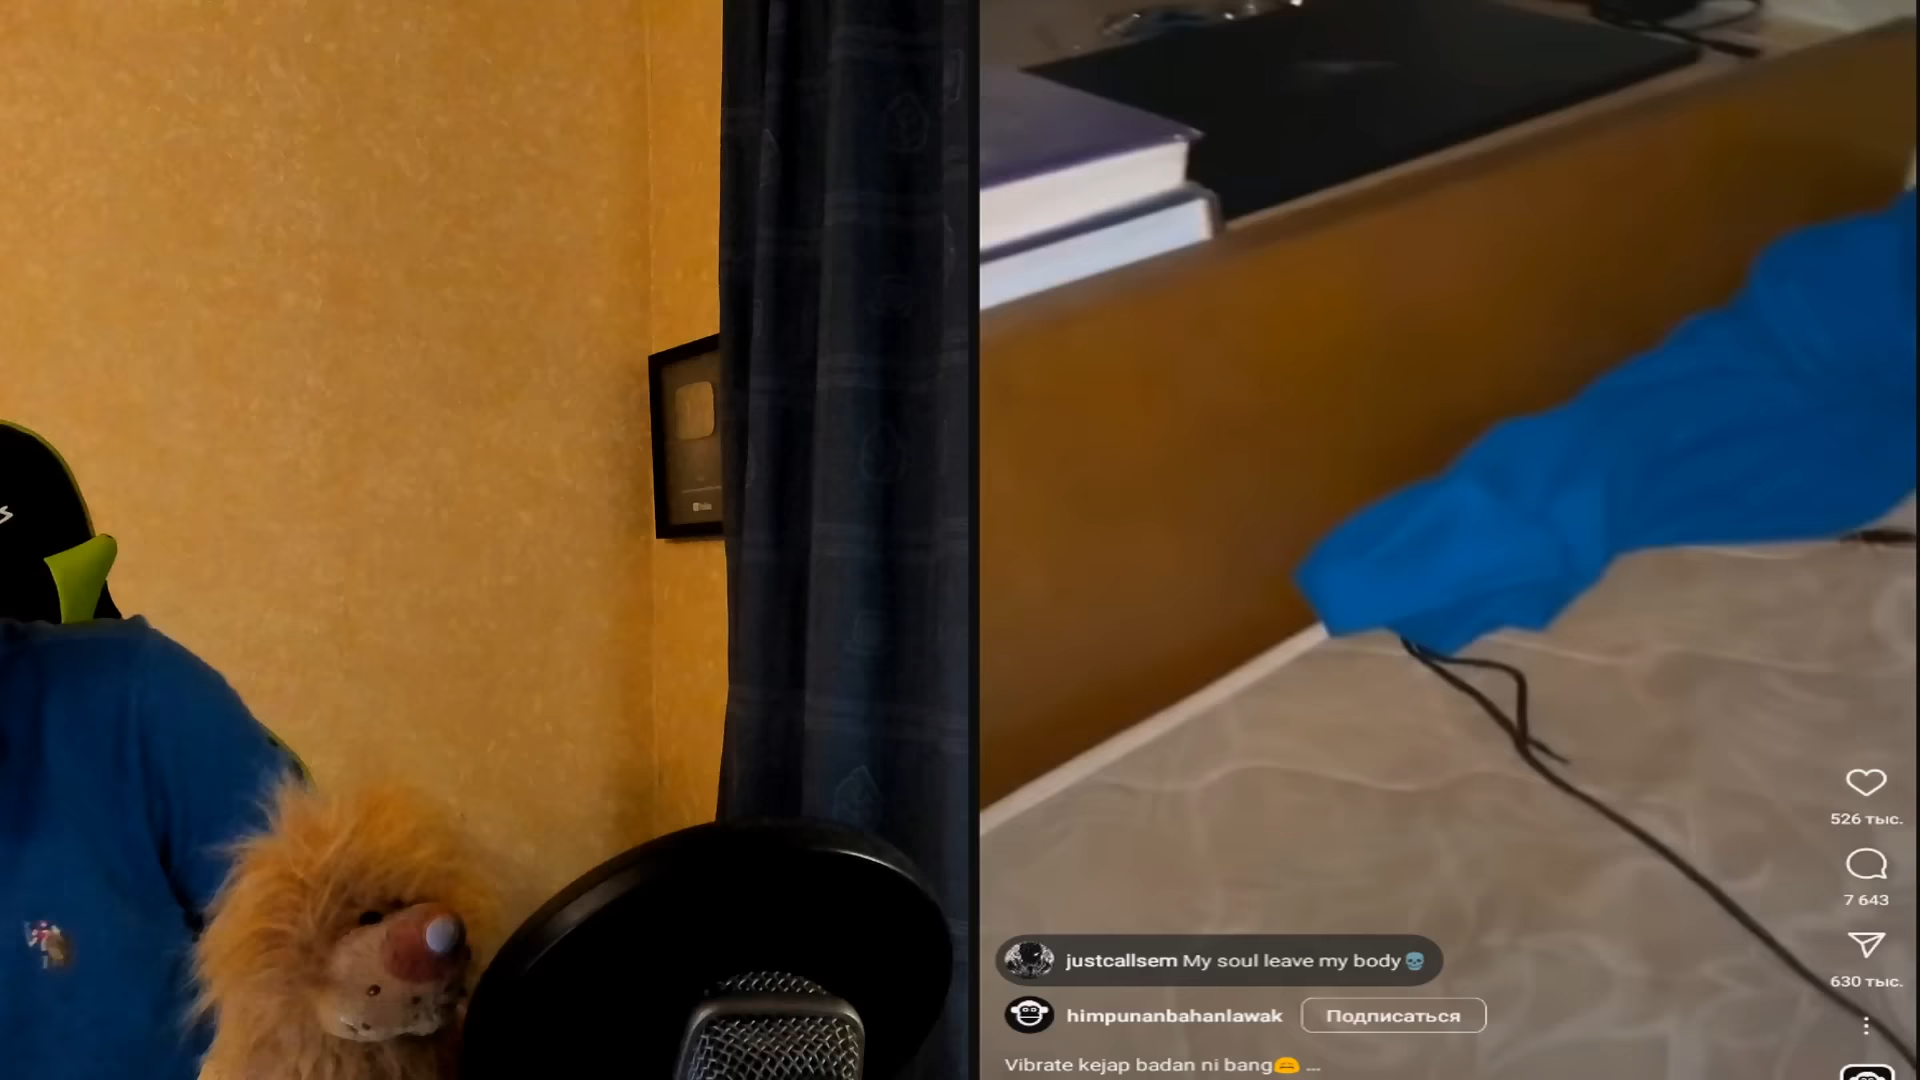 YouTube
526 тыс.
7 643
630 тыс.
justcallsem My soul leave my body💀
himpunanbahanlawak Подписаться
Vibrate kejap badan ni bang🫠 ...